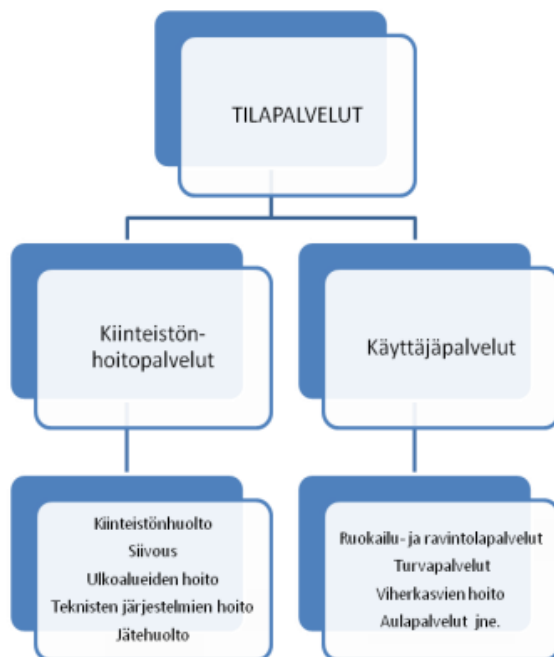 TILAPALVELUT
Kiinteistön-
hoitopalvelut
Käyttäjäpalvelut
Kiinteistönhuolto
Siivous
Ulkoalueiden hoito
Teknisten järjestelmien hoito
Jätehuolto
Ruokailu- ja ravintolapalvelut
Turvapalvelut
Viherkasvien hoito
Aulapalvelut jne.